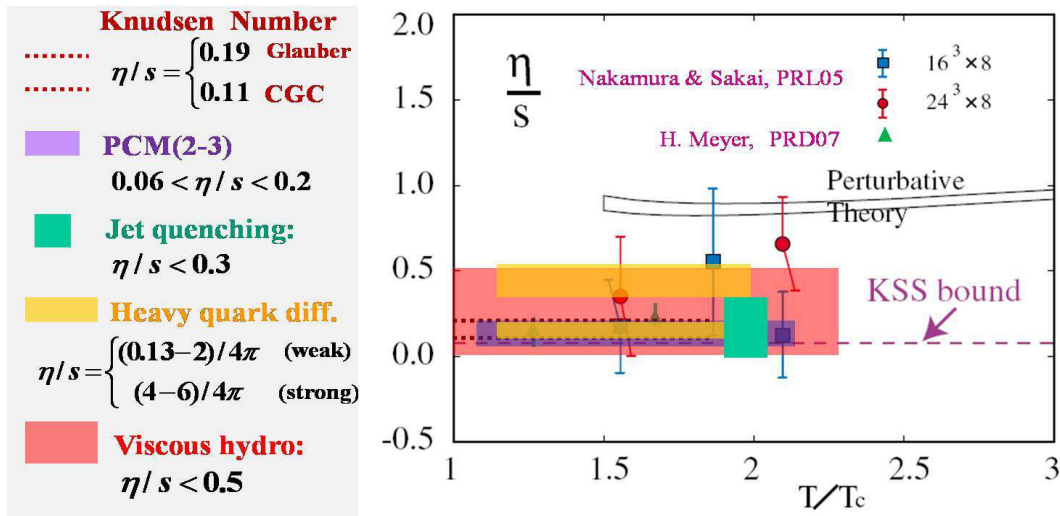 Knudsen Number
η/s = { 0.19 Glauber
0.11 CGC
PCM(2-3)
0.06 < η/s < 0.2
Jet quenching:
η/s < 0.3
Heavy quark diff.
η/s = { (0.13−2)/4π (weak)
(4−6)/4π (strong)
Viscous hydro:
η/s < 0.5
2.0
1.5
1.0
0.5
0.0
-0.5
η
s
Nakamura & Sakai, PRL05
16³×8
24³×8
H. Meyer, PRD07
Perturbative
Theory
KSS bound
1
1.5
2
2.5
3
T/Tc